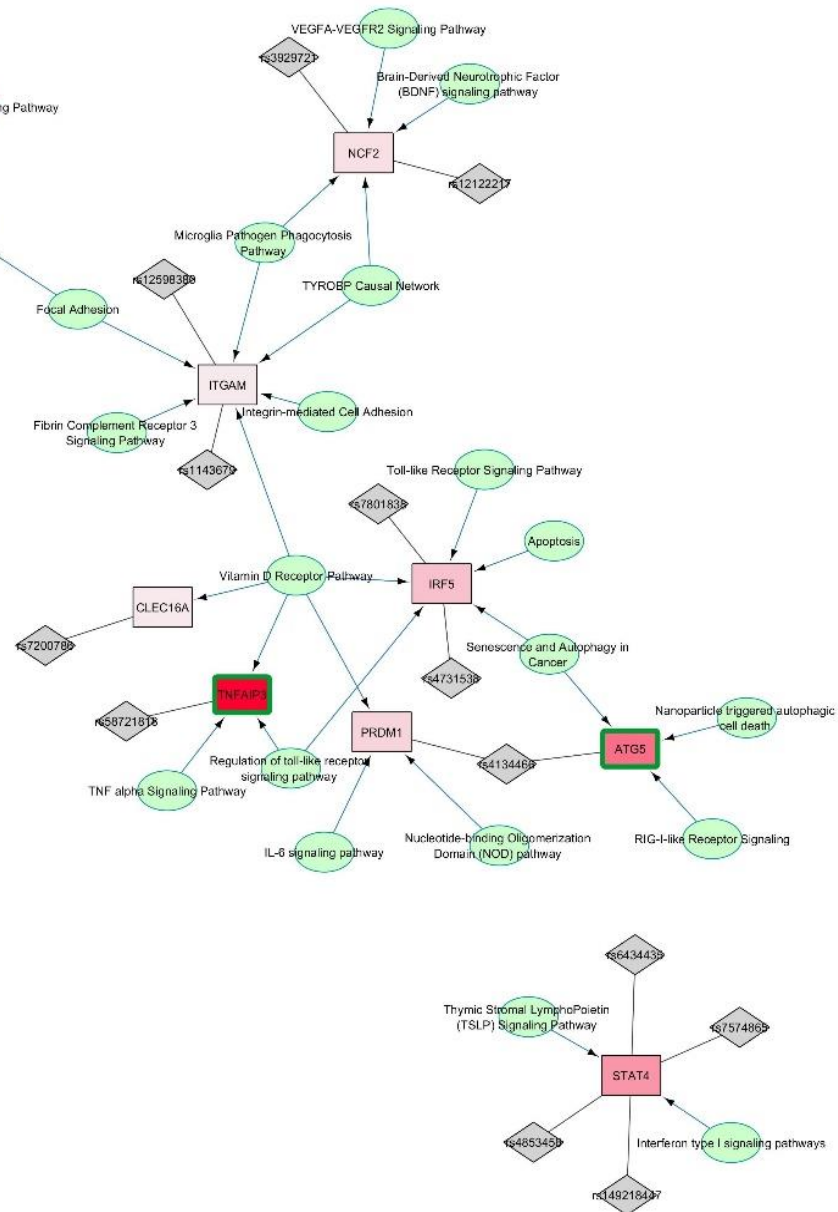 VEGFA-VEGFR2 Signaling Pathway
rs3929721
Brain-Derived Neurotrophic Factor
(BDNF) signaling pathway
ng Pathway
NCF2
rs12122217
Microglia Pathogen Phagocytosis
Pathway
rs12598380
TYROBP Causal Network
Focal Adhesion
ITGAM
Integrin-mediated Cell Adhesion
Fibrin Complement Receptor 3
Signaling Pathway
rs1143679
Toll-like Receptor Signaling Pathway
rs7801838
Apoptosis
Vitamin D Receptor Pathway
IRF5
CLEC16A
rs7200786
Senescence and Autophagy in
Cancer
rs4731538
TNFAIP3
rs58721818
Nanoparticle triggered autophagic
cell death
PRDM1
ATG5
Regulation of toll-like receptor
signaling pathway
rs4134466
TNF alpha Signaling Pathway
IL-6 signaling pathway
Nucleotide-binding Oligomerization
Domain (NOD) pathway
RIG-I-like Receptor Signaling
rs6434435
Thymic Stromal LymphoPoietin
(TSLP) Signaling Pathway
rs7574865
STAT4
rs4853458
Interferon type I signaling pathways
rs149218447